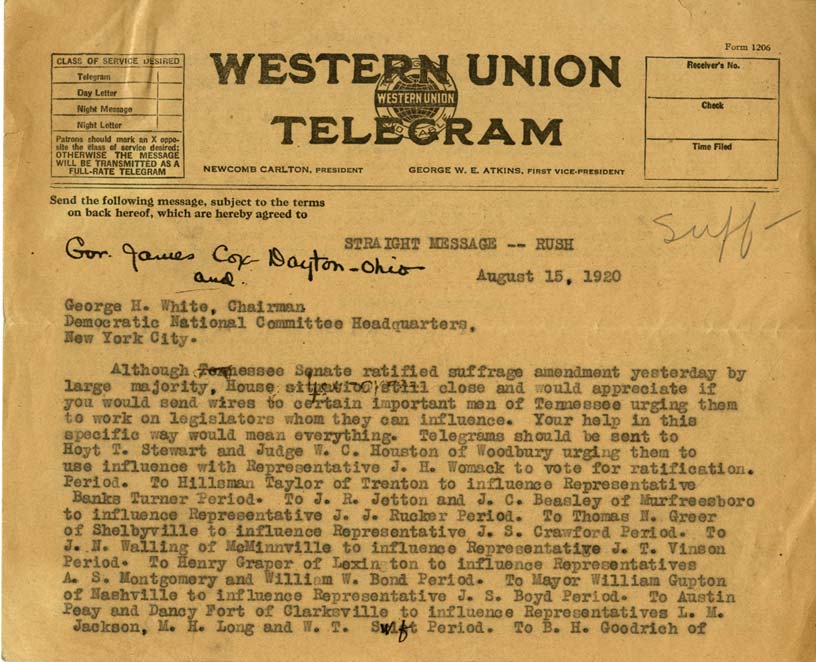 Form 1206
CLASS OF SERVICE DESIRED
Telegram
Day Letter
Night Message
Night Letter
Patrons should mark an X oppo-
site the class of service desired;
OTHERWISE THE MESSAGE
WILL BE TRANSMITTED AS A
FULL-RATE TELEGRAM
WESTERN UNION
WESTERN UNION
TELEGRAM
NEWCOMB CARLTON, PRESIDENT
GEORGE W. E. ATKINS, FIRST VICE-PRESIDENT
Receiver's No.
Check
Time Filed
Send the following message, subject to the terms
on back hereof, which are hereby agreed to
Suff-
STRAIGHT MESSAGE -- RUSH
Gov. James Cox Dayton-Ohio
and.
August 15, 1920
George H. White, Chairman
Democratic National Committee Headquarters,
New York City.
Although Tennessee Senate ratified suffrage amendment yesterday by
large majority, House situation still close and would appreciate if
you would send wires to certain important men of Tennessee urging them
to work on legislators whom they can influence. Your help in this
specific way would mean everything. Telegrams should be sent to
Hoyt T. Stewart and Judge W. C. Houston of Woodbury urging them to
use influence with Representative J. H. Womack to vote for ratification.
Period. To Hillsman Taylor of Trenton to influence Representative
Banks Turner Period. To J. R. Jetton and J. C. Beasley of Murfreesboro
to influence Representative J. J. Rucker Period. To Thomas N. Greer
of Shelbyville to influence Representative J. S. Crawford Period. To
J. N. Walling of McMinnville to influence Representative J. T. Vinson
Period. To Henry Graper of Lexington to influence Representatives
A. S. Montgomery and William W. Bond Period. To Mayor William Gupton
of Nashville to influence Representative J. S. Boyd Period. To Austin
Peay and Dancy Fort of Clarksville to influence Representatives L. M.
Jackson, M. H. Long and W. T. Swift Period. To B. H. Goodrich of